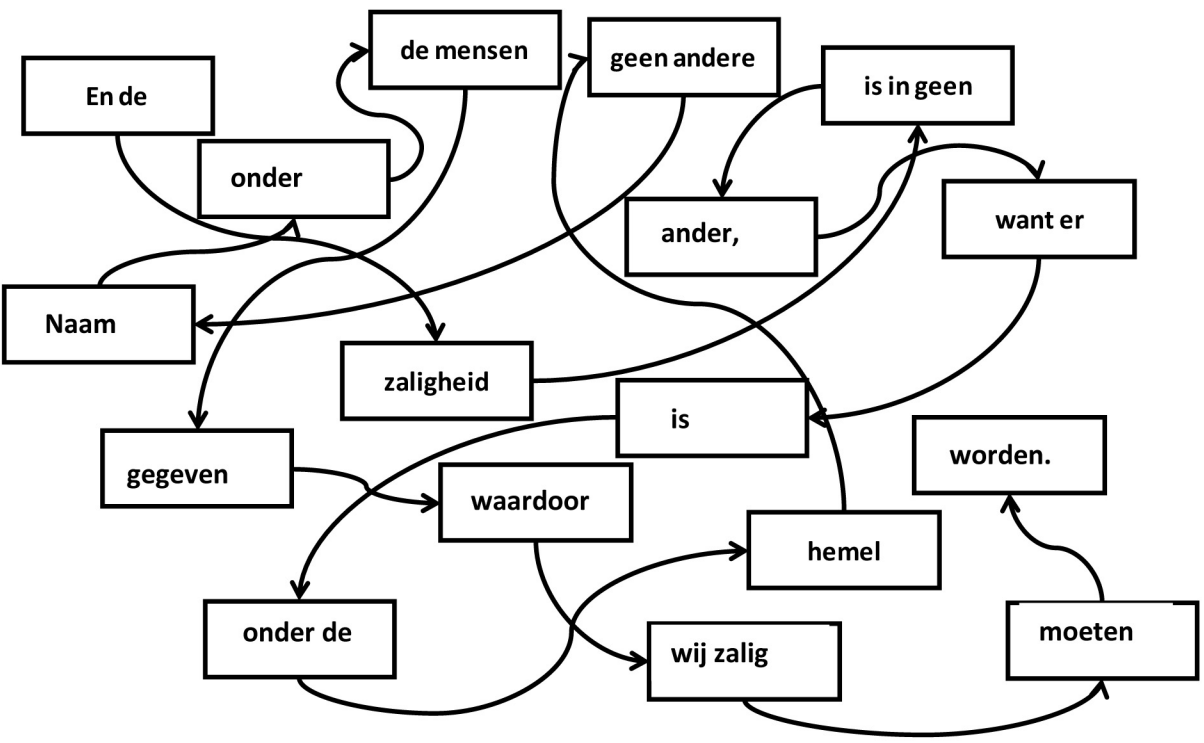 En de
zaligheid
is in geen
ander,
want er
is
onder de
hemel
geen andere
Naam
onder
de mensen
gegeven
waardoor
wij zalig
moeten
worden.